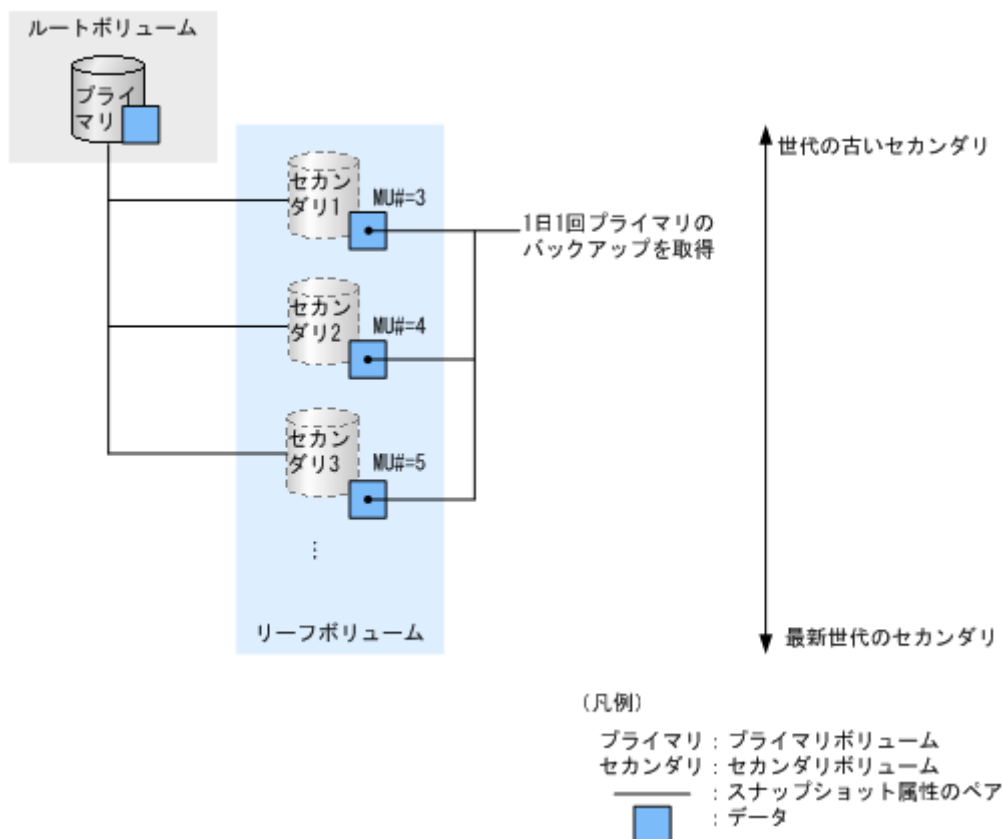 ルートボリューム
プライ
マリ
セカン
ダリ1
MU#=3
セカン
ダリ2
MU#=4
セカン
ダリ3
MU#=5
⋮
リーフボリューム
1日1回プライマリの
バックアップを取得
世代の古いセカンダリ
最新世代のセカンダリ
(凡例)
プライマリ：プライマリボリューム
セカンダリ：セカンダリボリューム
：スナップショット属性のペア
：データ